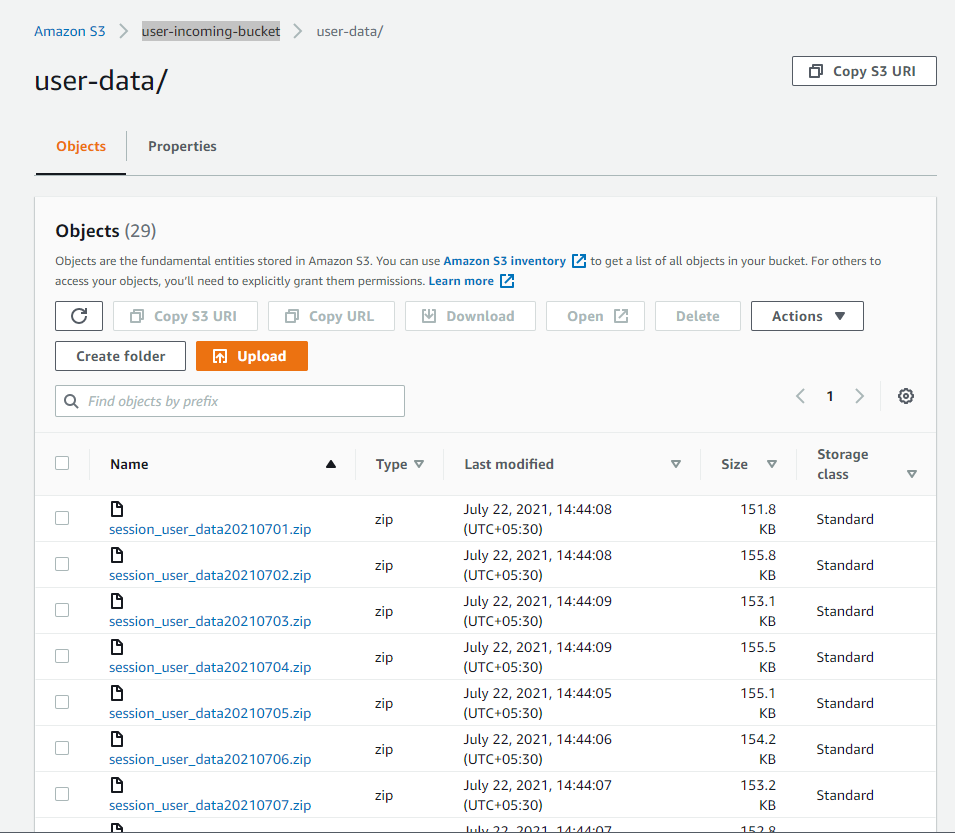 Amazon S3 > user-incoming-bucket > user-data/
user-data/
Copy S3 URI
Objects
Properties
Objects (29)
Objects are the fundamental entities stored in Amazon S3. You can use Amazon S3 inventory to get a list of all objects in your bucket. For others to
access your objects, you'll need to explicitly grant them permissions. Learn more
Copy S3 URI
Copy URL
Download
Open
Delete
Actions
Create folder
Upload
Find objects by prefix
1
Name
Type
Last modified
Size
Storage
class
session_user_data20210701.zip
zip
July 22, 2021, 14:44:08
(UTC+05:30)
151.8
KB
Standard
session_user_data20210702.zip
zip
July 22, 2021, 14:44:08
(UTC+05:30)
155.8
KB
Standard
session_user_data20210703.zip
zip
July 22, 2021, 14:44:09
(UTC+05:30)
153.1
KB
Standard
session_user_data20210704.zip
zip
July 22, 2021, 14:44:09
(UTC+05:30)
155.5
KB
Standard
session_user_data20210705.zip
zip
July 22, 2021, 14:44:05
(UTC+05:30)
155.1
KB
Standard
session_user_data20210706.zip
zip
July 22, 2021, 14:44:06
(UTC+05:30)
154.2
KB
Standard
session_user_data20210707.zip
zip
July 22, 2021, 14:44:07
(UTC+05:30)
153.2
KB
Standard
July 22, 2021, 14:44:07
152.8